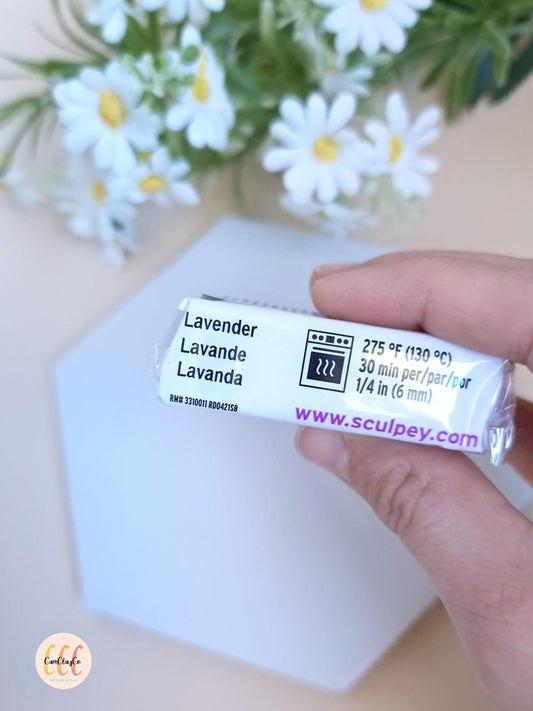 Lavender
Lavande
Lavanda
RM# 3310011 RD0421SB
275 °F (130 °C)
30 min per/par/por
1/4 in (6 mm)
www.sculpey.com
CamClayCo